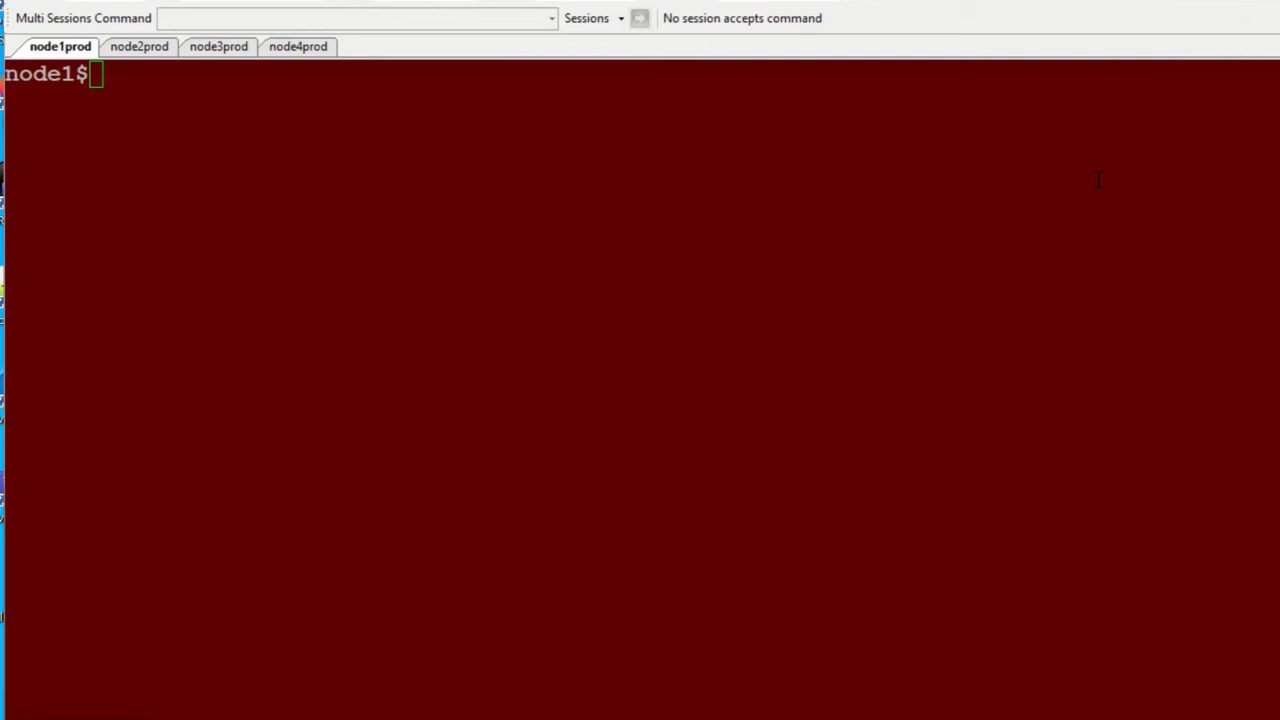 Multi Sessions Command Sessions No session accepts command
node1prod node2prod node3prod node4prod
node1$